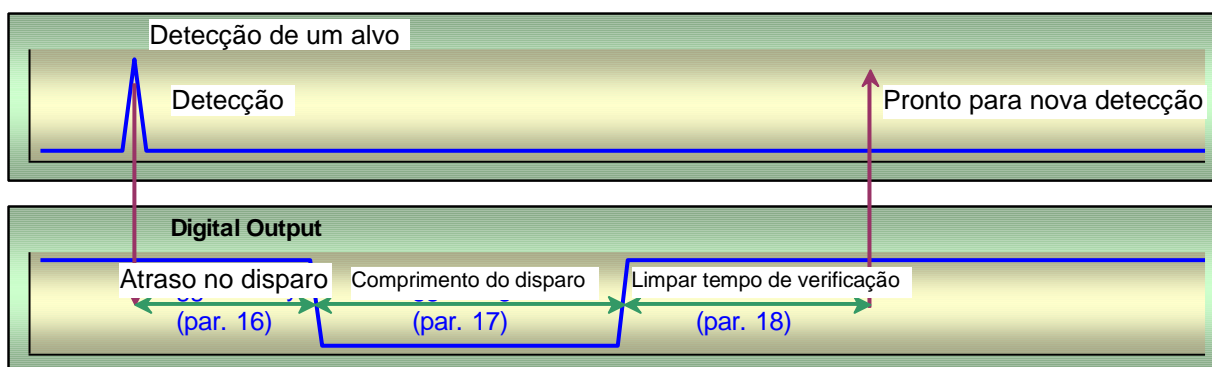 Detecção de um alvo
Detecção
Pronto para nova detecção
Digital Output
Atraso no disparo
Comprimento do disparo
Limpar tempo de verificação
(par. 16)
(par. 17)
(par. 18)